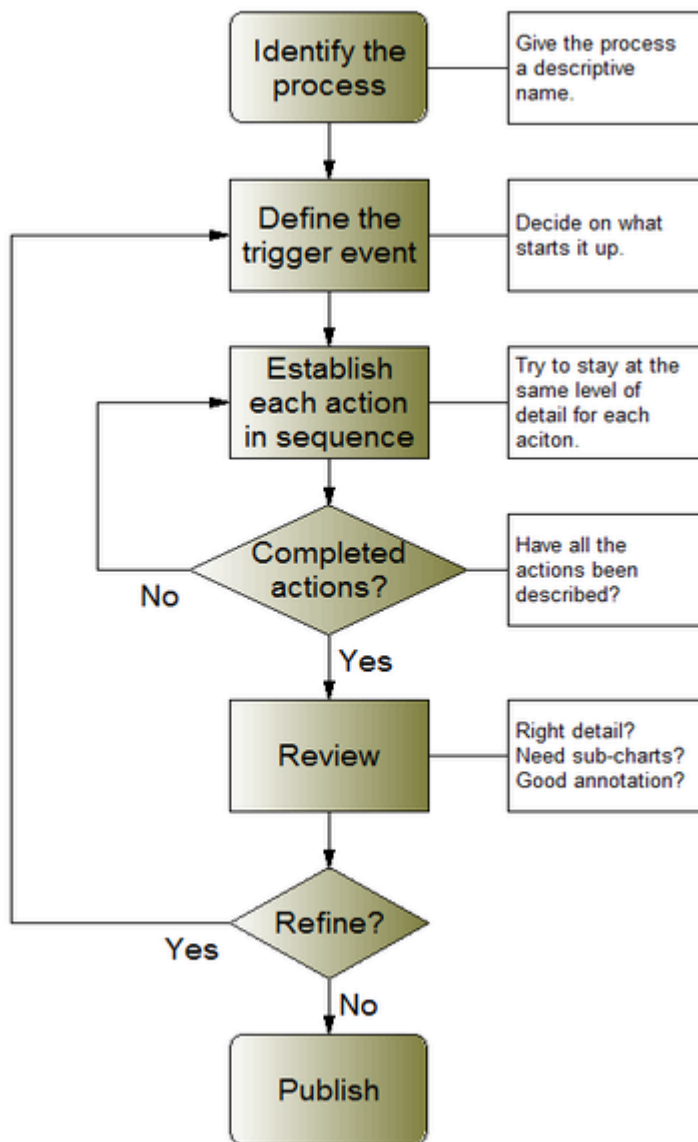 Identify the
process
Give the process
a descriptive
name.
Define the
trigger event
Decide on what
starts it up.
Establish
each action
in sequence
Try to stay at the
same level of
detail for each
aciton.
Completed
actions?
Have all the
actions been
described?
No
Yes
Review
Right detail?
Need sub-charts?
Good annotation?
Refine?
Yes
No
Publish